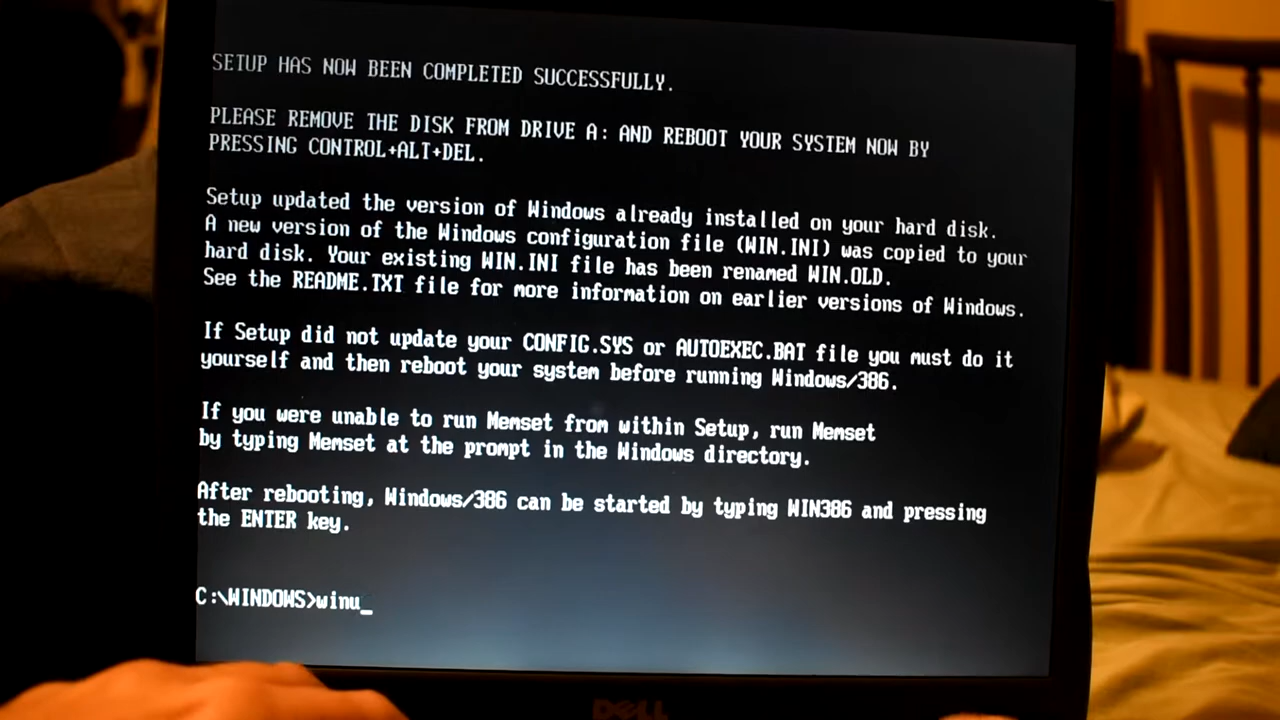 SETUP HAS NOW BEEN COMPLETED SUCCESSFULLY.
PLEASE REMOVE THE DISK FROM DRIVE A: AND REBOOT YOUR SYSTEM NOW BY
PRESSING CONTROL+ALT+DEL.
Setup updated the version of Windows already installed on your hard disk.
A new version of the Windows configuration file (WIN.INI) was copied to your
hard disk. Your existing WIN.INI file has been renamed WIN.OLD.
See the README.TXT file for more information on earlier versions of Windows.
If Setup did not update your CONFIG.SYS or AUTOEXEC.BAT file you must do it
yourself and then reboot your system before running Windows/386.
If you were unable to run Memset from within Setup, run Memset
by typing Memset at the prompt in the Windows directory.
After rebooting, Windows/386 can be started by typing WIN386 and pressing
the ENTER key.
C:\WINDOWS>winu_
DELL